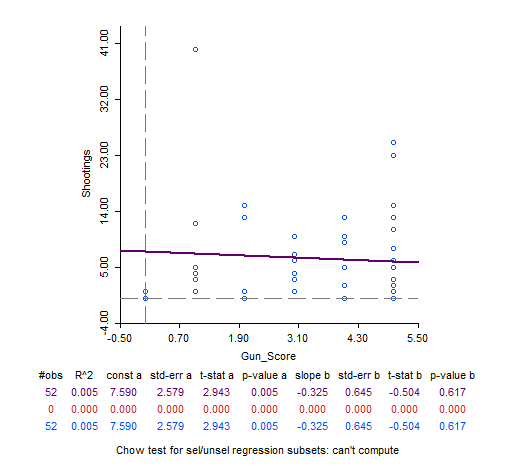 41.00
32.00
23.00
14.00
5.00
-4.00
Shootings
-0.50 0.70 1.90 3.10 4.30 5.50
Gun_Score
#obs R^2 const a std-err a t-stat a p-value a slope b std-err b t-stat b p-value b
52 0.005 7.590 2.579 2.943 0.005 -0.325 0.645 -0.504 0.617
0 0.000 0.000 0.000 0.000 0.000 0.000 0.000 0.000 0.000
52 0.005 7.590 2.579 2.943 0.005 -0.325 0.645 -0.504 0.617
Chow test for sel/unsel regression subsets: can't compute